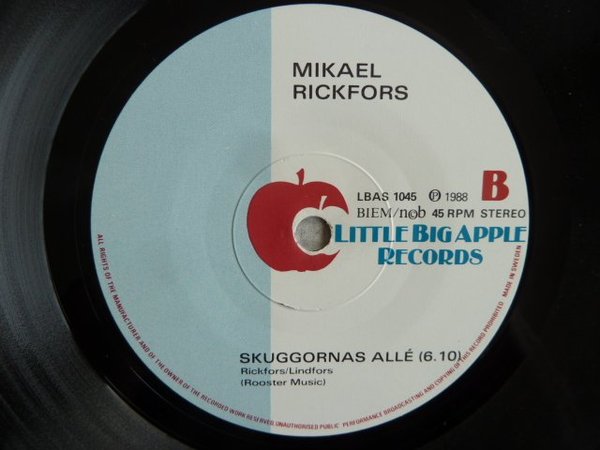 MIKAEL
RICKFORS
LBAS 1045 ℗ 1988
B
BIEM/n©b 45 RPM STEREO
LITTLE BIG APPLE
RECORDS
SKUGGORNAS ALLÉ (6.10)
Rickfors/Lindfors
(Rooster Music)
ALL RIGHTS OF THE MANUFACTURER AND OF THE OWNER OF THE RECORDED WORK RESERVED. UNAUTHORISED PUBLIC PERFORMANCE BROADCASTING AND COPYING OF THIS RECORD PROHIBITED
MADE IN SWEDEN